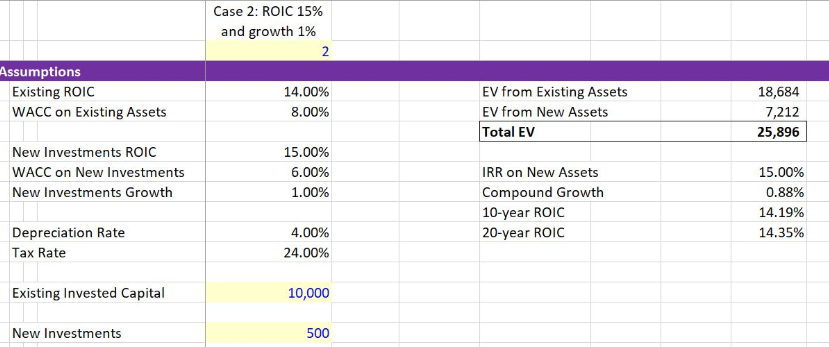 Case 2: ROIC 15%
and growth 1%
2
Assumptions
Existing ROIC 14.00% EV from Existing Assets 18,684
WACC on Existing Assets 8.00% EV from New Assets 7,212
Total EV 25,896
New Investments ROIC 15.00%
WACC on New Investments 6.00% IRR on New Assets 15.00%
New Investments Growth 1.00% Compound Growth 0.88%
10-year ROIC 14.19%
Depreciation Rate 4.00% 20-year ROIC 14.35%
Tax Rate 24.00%
Existing Invested Capital 10,000
New Investments 500